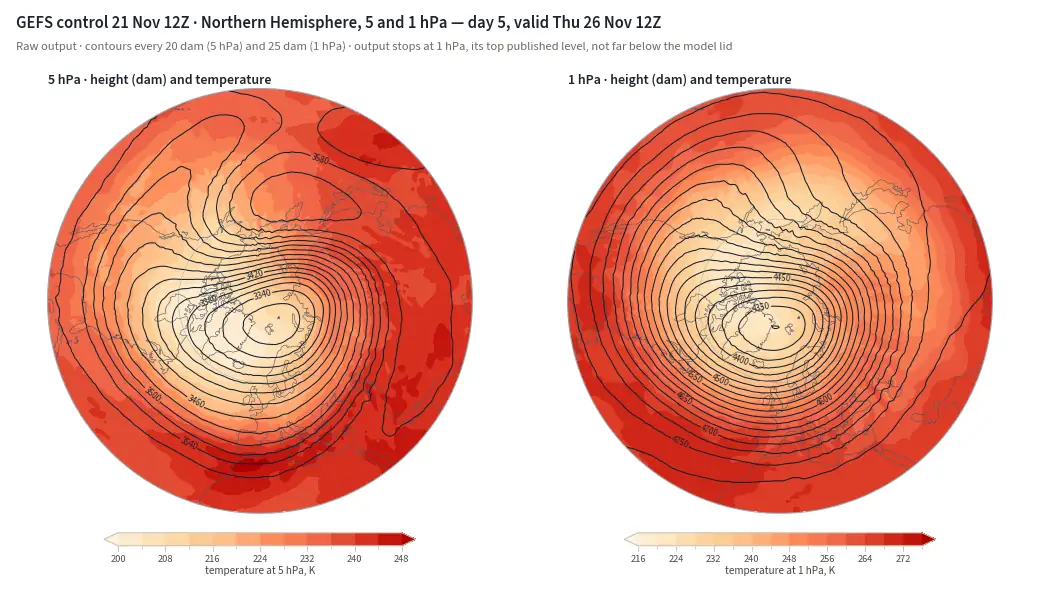 GEFS control 21 Nov 12Z · Northern Hemisphere, 5 and 1 hPa — day 5, valid Thu 26 Nov 12Z
Raw output · contours every 20 dam (5 hPa) and 25 dam (1 hPa) · output stops at 1 hPa, its top published level, not far below the model lid
5 hPa · height (dam) and temperature
1 hPa · height (dam) and temperature
3580
3420
3340
3500
3460
3540
4450
4350
4400
4500
4650
4600
4700
4750
200 208 216 224 232 240 248
temperature at 5 hPa, K
216 224 232 240 248 256 264 272
temperature at 1 hPa, K